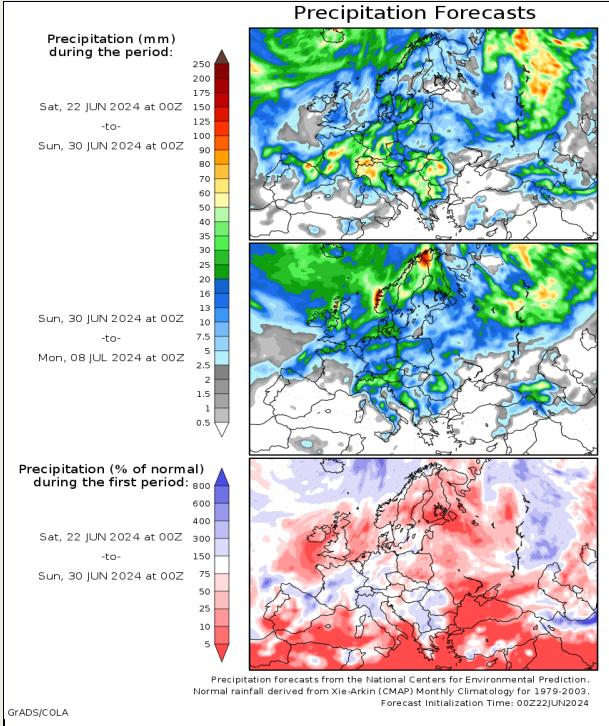 Precipitation Forecasts
Precipitation (mm)
during the period:
250
200
175
150
125
100
90
80
70
60
50
40
35
30
25
20
16
13
10
7.5
5
2.5
2
1.5
1
0.5
Sat, 22 JUN 2024 at 00Z
-to-
Sun, 30 JUN 2024 at 00Z
Sun, 30 JUN 2024 at 00Z
-to-
Mon, 08 JUL 2024 at 00Z
Precipitation (% of normal)
during the first period:
800
600
400
300
150
75
50
25
10
5
Sat, 22 JUN 2024 at 00Z
-to-
Sun, 30 JUN 2024 at 00Z
Precipitation forecasts from the National Centers for Environmental Prediction.
Normal rainfall derived from Xie-Arkin (CMAP) Monthly Climatology for 1979-2003.
Forecast Initialization Time: 00Z22JUN2024
GrADS/COLA